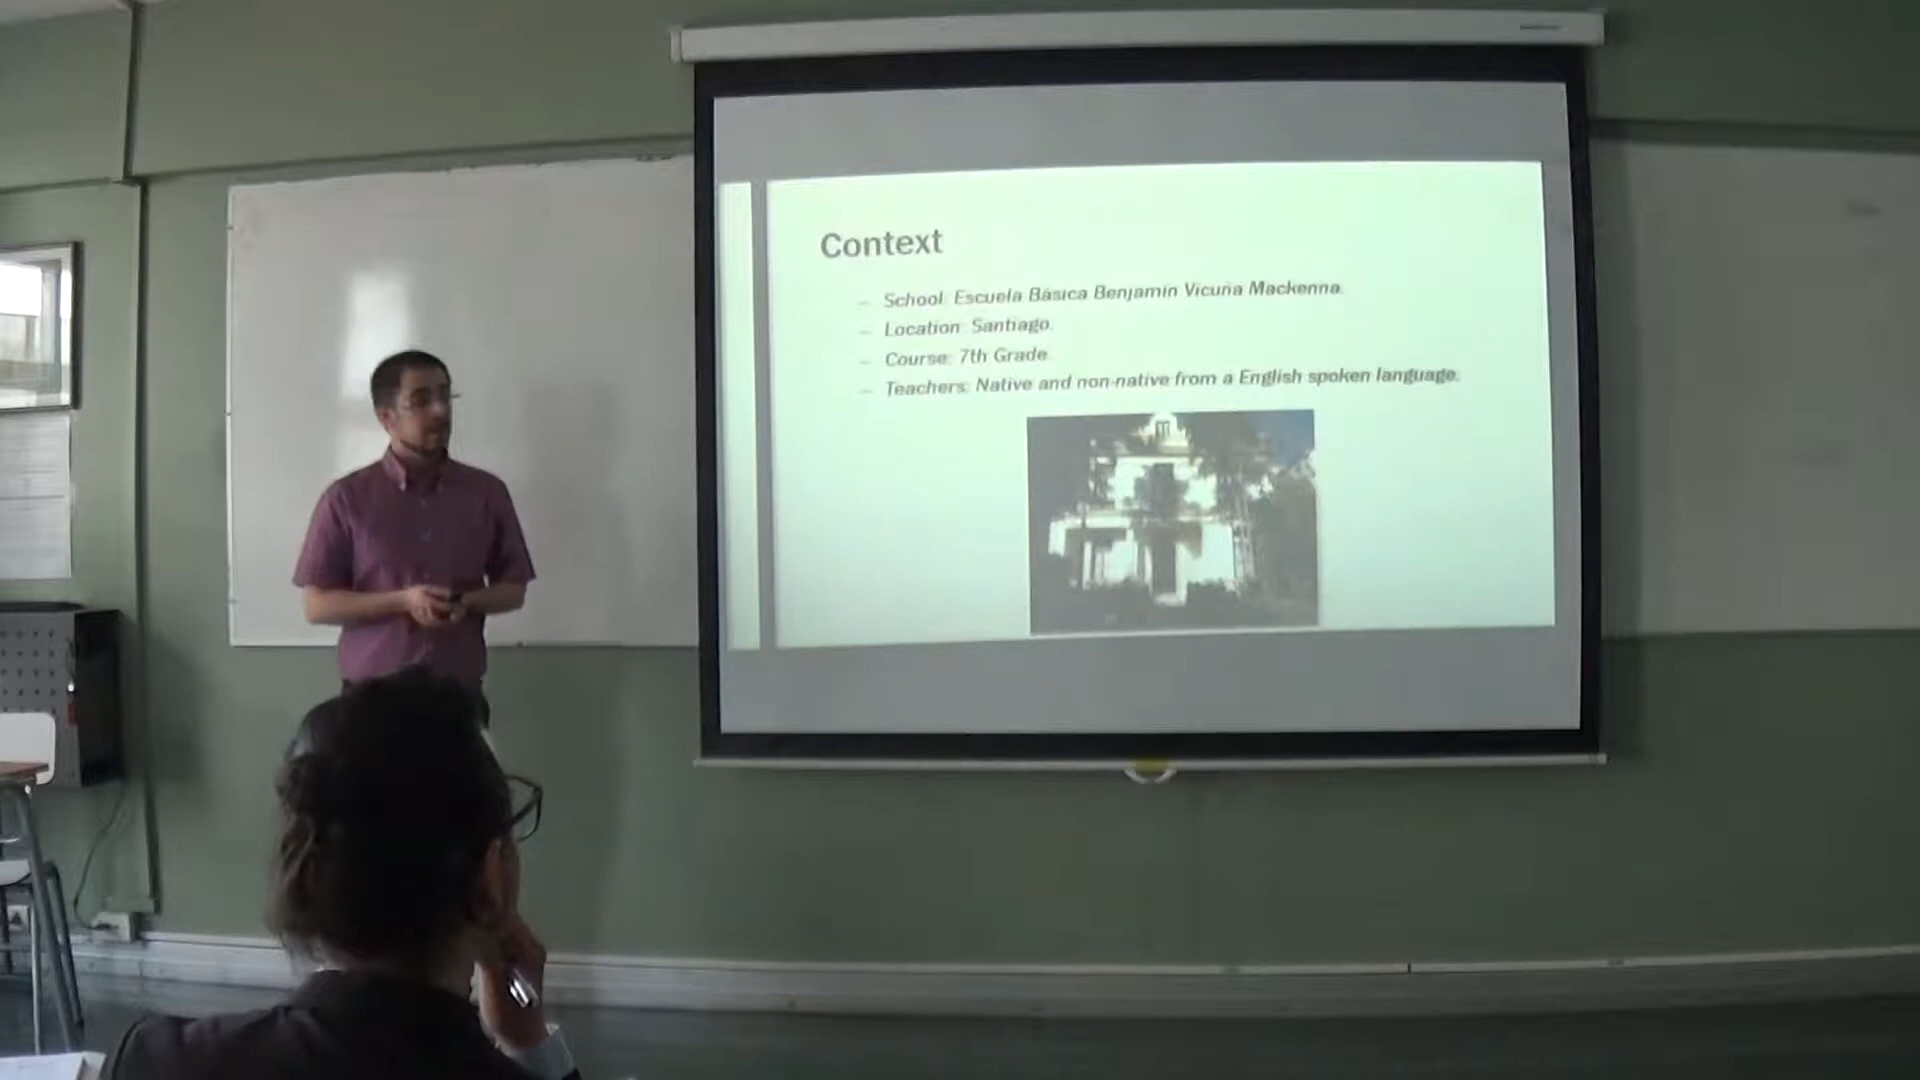 Context
– School: Escuela Básica Benjamín Vicuña Mackenna.
– Location: Santiago.
– Course: 7th Grade.
– Teachers: Native and non-native from a English spoken language.